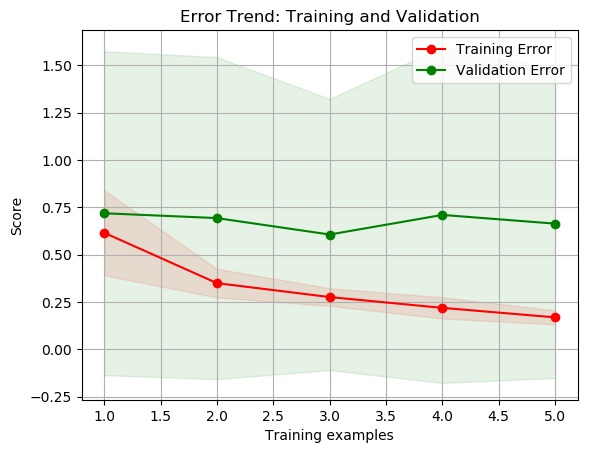 Error Trend: Training and Validation
Training Error
Validation Error
Score
1.50
1.25
1.00
0.75
0.50
0.25
0.00
−0.25
1.0 1.5 2.0 2.5 3.0 3.5 4.0 4.5 5.0
Training examples